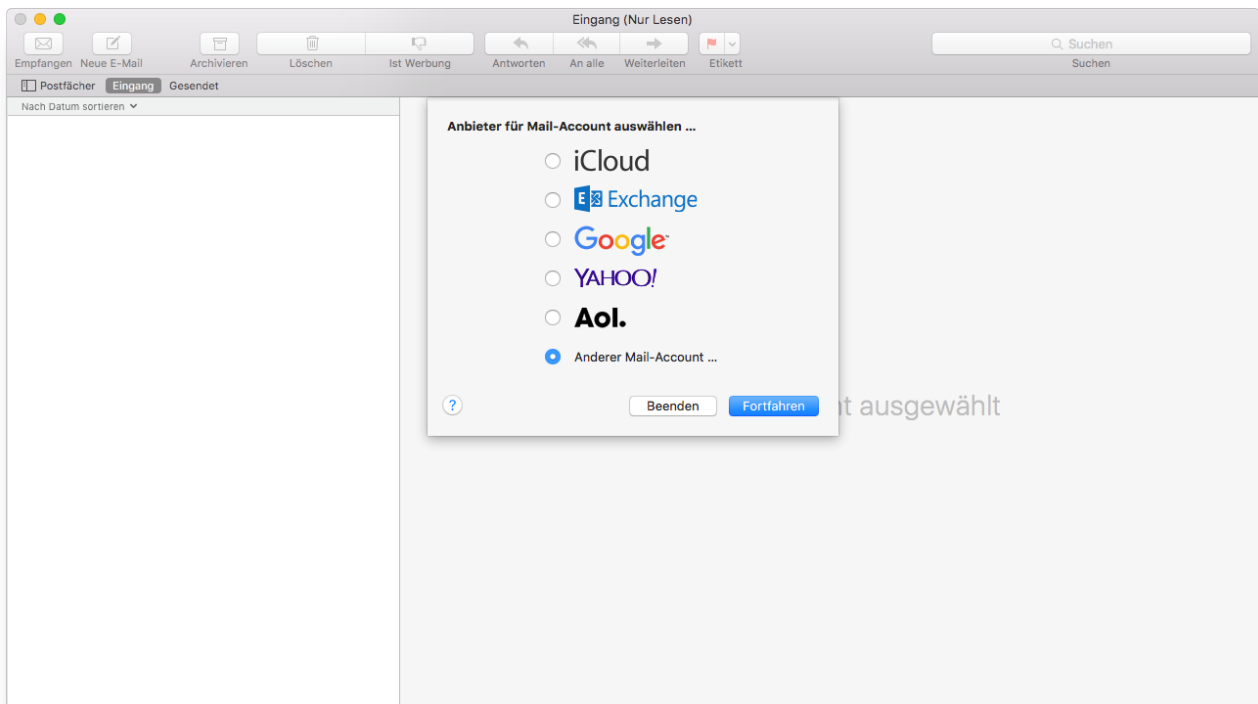 Eingang (Nur Lesen)
Empfangen Neue E-Mail Archivieren Löschen Ist Werbung Antworten An alle Weiterleiten Etikett Suchen
Suchen
Postfächer Eingang Gesendet
Nach Datum sortieren
Anbieter für Mail-Account auswählen ...
iCloud
E Exchange
Google
YAHOO!
Aol.
Anderer Mail-Account ...
? Beenden Fortfahren
ausgewählt